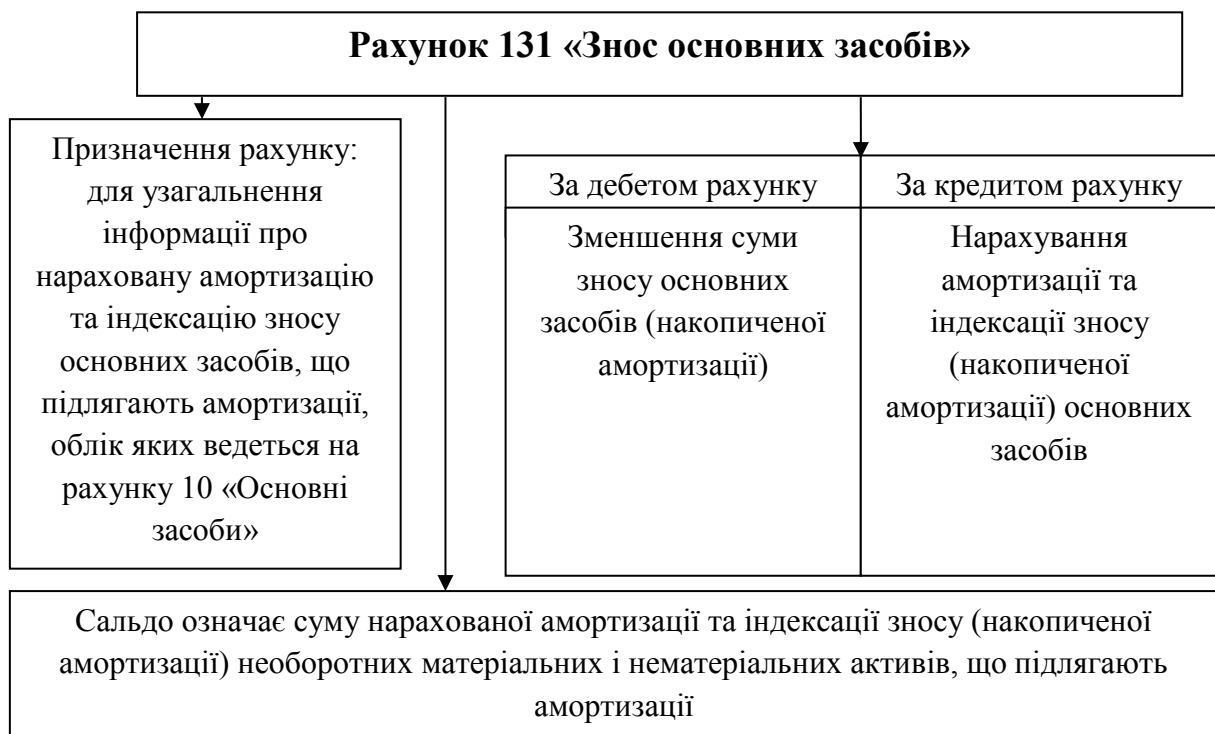 Рахунок 131 «Знос основних засобів»
Призначення рахунку:
для узагальнення
інформації про
нараховану амортизацію
та індексацію зносу
основних засобів, що
підлягають амортизації,
облік яких ведеться на
рахунку 10 «Основні
засоби»
За дебетом рахунку
Зменшення суми
зносу основних
засобів (накопиченої
амортизації)
За кредитом рахунку
Нарахування
амортизації та
індексації зносу
(накопиченої
амортизації) основних
засобів
Сальдо означає суму нарахованої амортизації та індексації зносу (накопиченої
амортизації) необоротних матеріальних і нематеріальних активів, що підлягають
амортизації